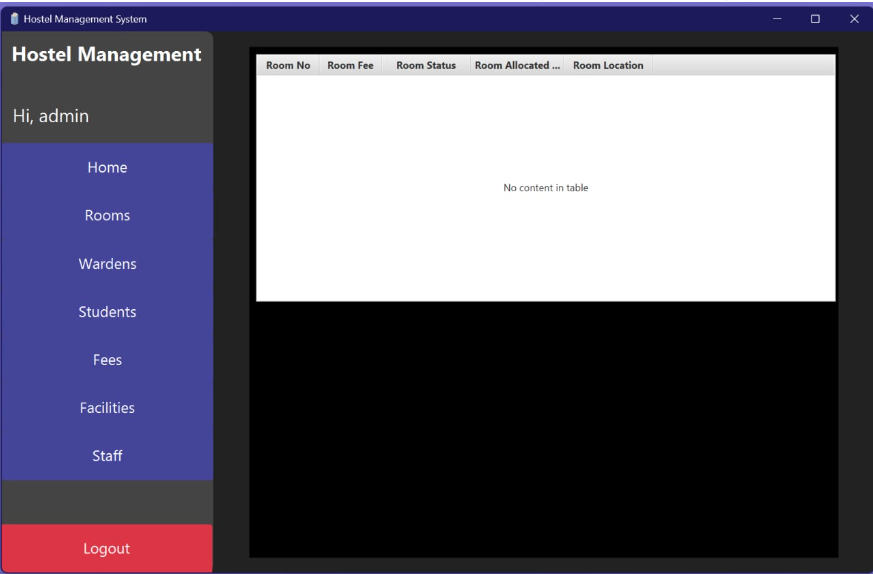 Hostel Management System
Hostel Management
Hi, admin
Home
Rooms
Wardens
Students
Fees
Facilities
Staff
Logout
Room No Room Fee Room Status Room Allocated ... Room Location
No content in table